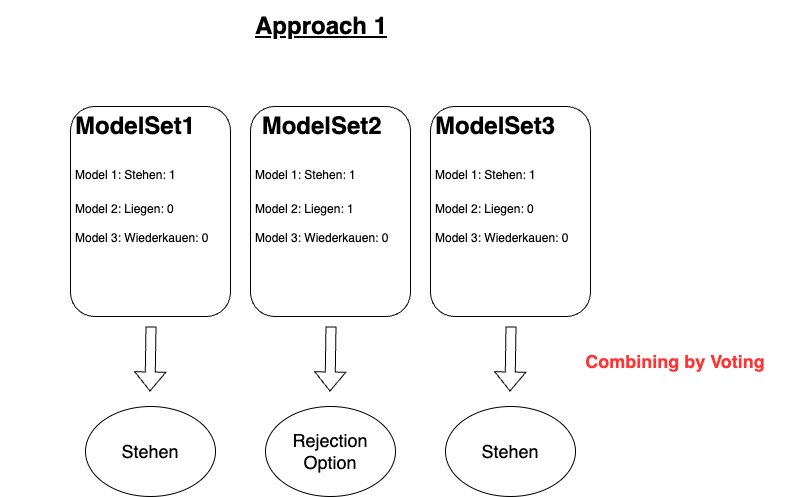 Approach 1
ModelSet1
Model 1: Stehen: 1
Model 2: Liegen: 0
Model 3: Wiederkauen: 0
ModelSet2
Model 1: Stehen: 1
Model 2: Liegen: 1
Model 3: Wiederkauen: 0
ModelSet3
Model 1: Stehen: 1
Model 2: Liegen: 0
Model 3: Wiederkauen: 0
Combining by Voting
Stehen
Rejection
Option
Stehen